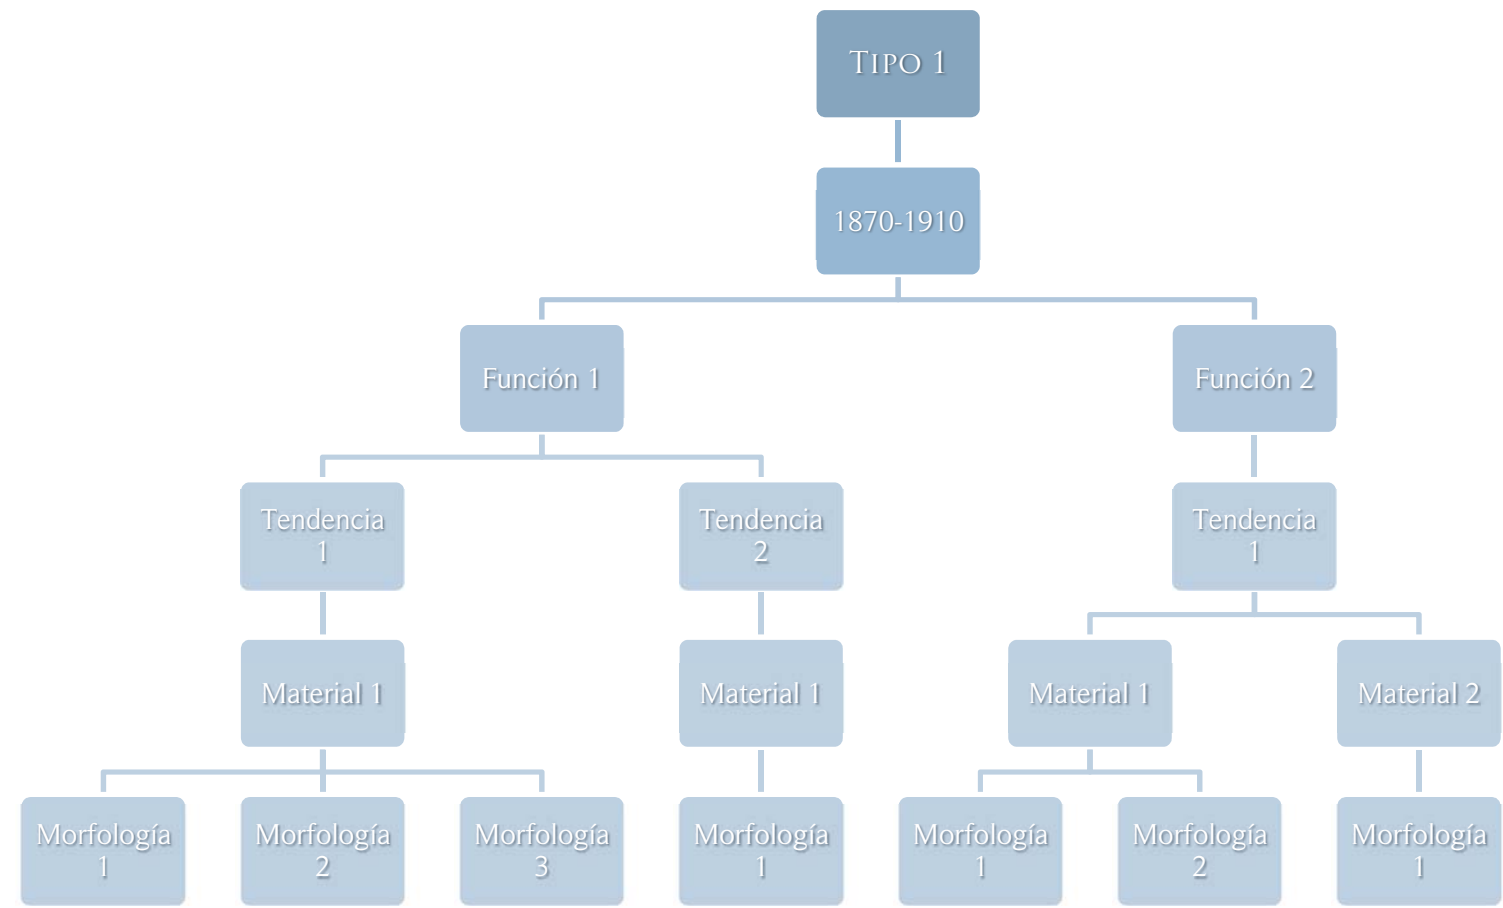 TIPO 1
1870-1910
Función 1
Función 2
Tendencia
1
Tendencia
2
Tendencia
1
Material 1
Material 1
Material 1
Material 2
Morfología
1
Morfología
2
Morfología
3
Morfología
1
Morfología
1
Morfología
2
Morfología
1